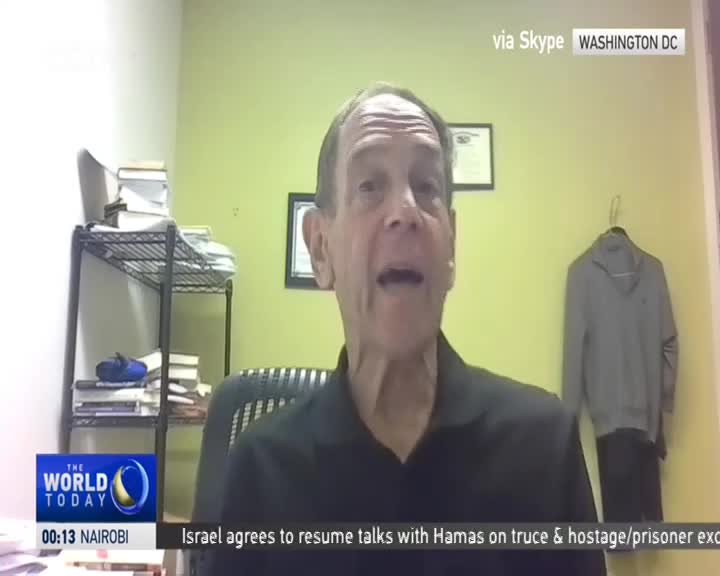 via Skype WASHINGTON DC
THE
WORLD
TODAY
00:13 NAIROBI
Israel agrees to resume talks with Hamas on truce & hostage/prisoner exc